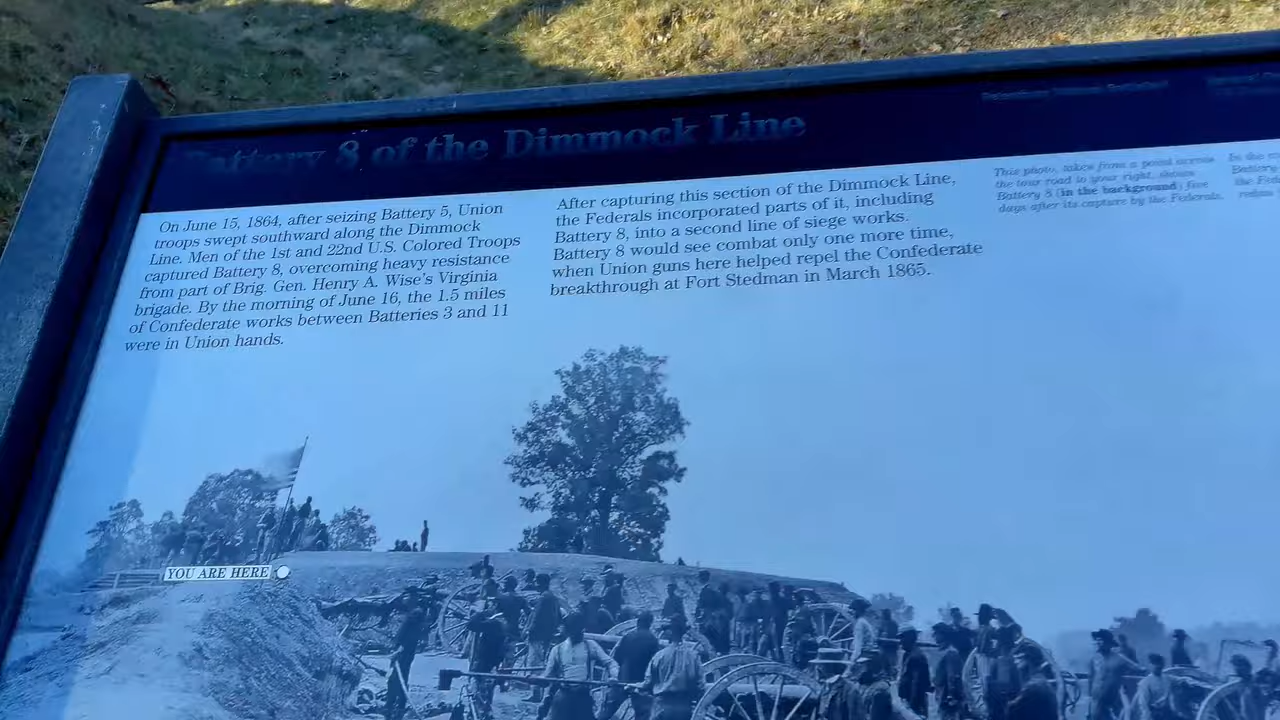 Battery 8 of the Dimmock Line
On June 15, 1864, after seizing Battery 5, Union
troops swept southward along the Dimmock
Line. Men of the 1st and 22nd U.S. Colored Troops
captured Battery 8, overcoming heavy resistance
from part of Brig. Gen. Henry A. Wise's Virginia
brigade. By the morning of June 16, the 1.5 miles
of Confederate works between Batteries 3 and 11
were in Union hands.
After capturing this section of the Dimmock Line,
the Federals incorporated parts of it, including
Battery 8, into a second line of siege works.
Battery 8 would see combat only one more time,
when Union guns here helped repel the Confederate
breakthrough at Fort Stedman in March 1865.
This photo, taken from a point across
the tour road to your right, shows
Battery 8 (in the background) five
days after its capture by the Federals.
In the
Battery
the
YOU ARE HERE